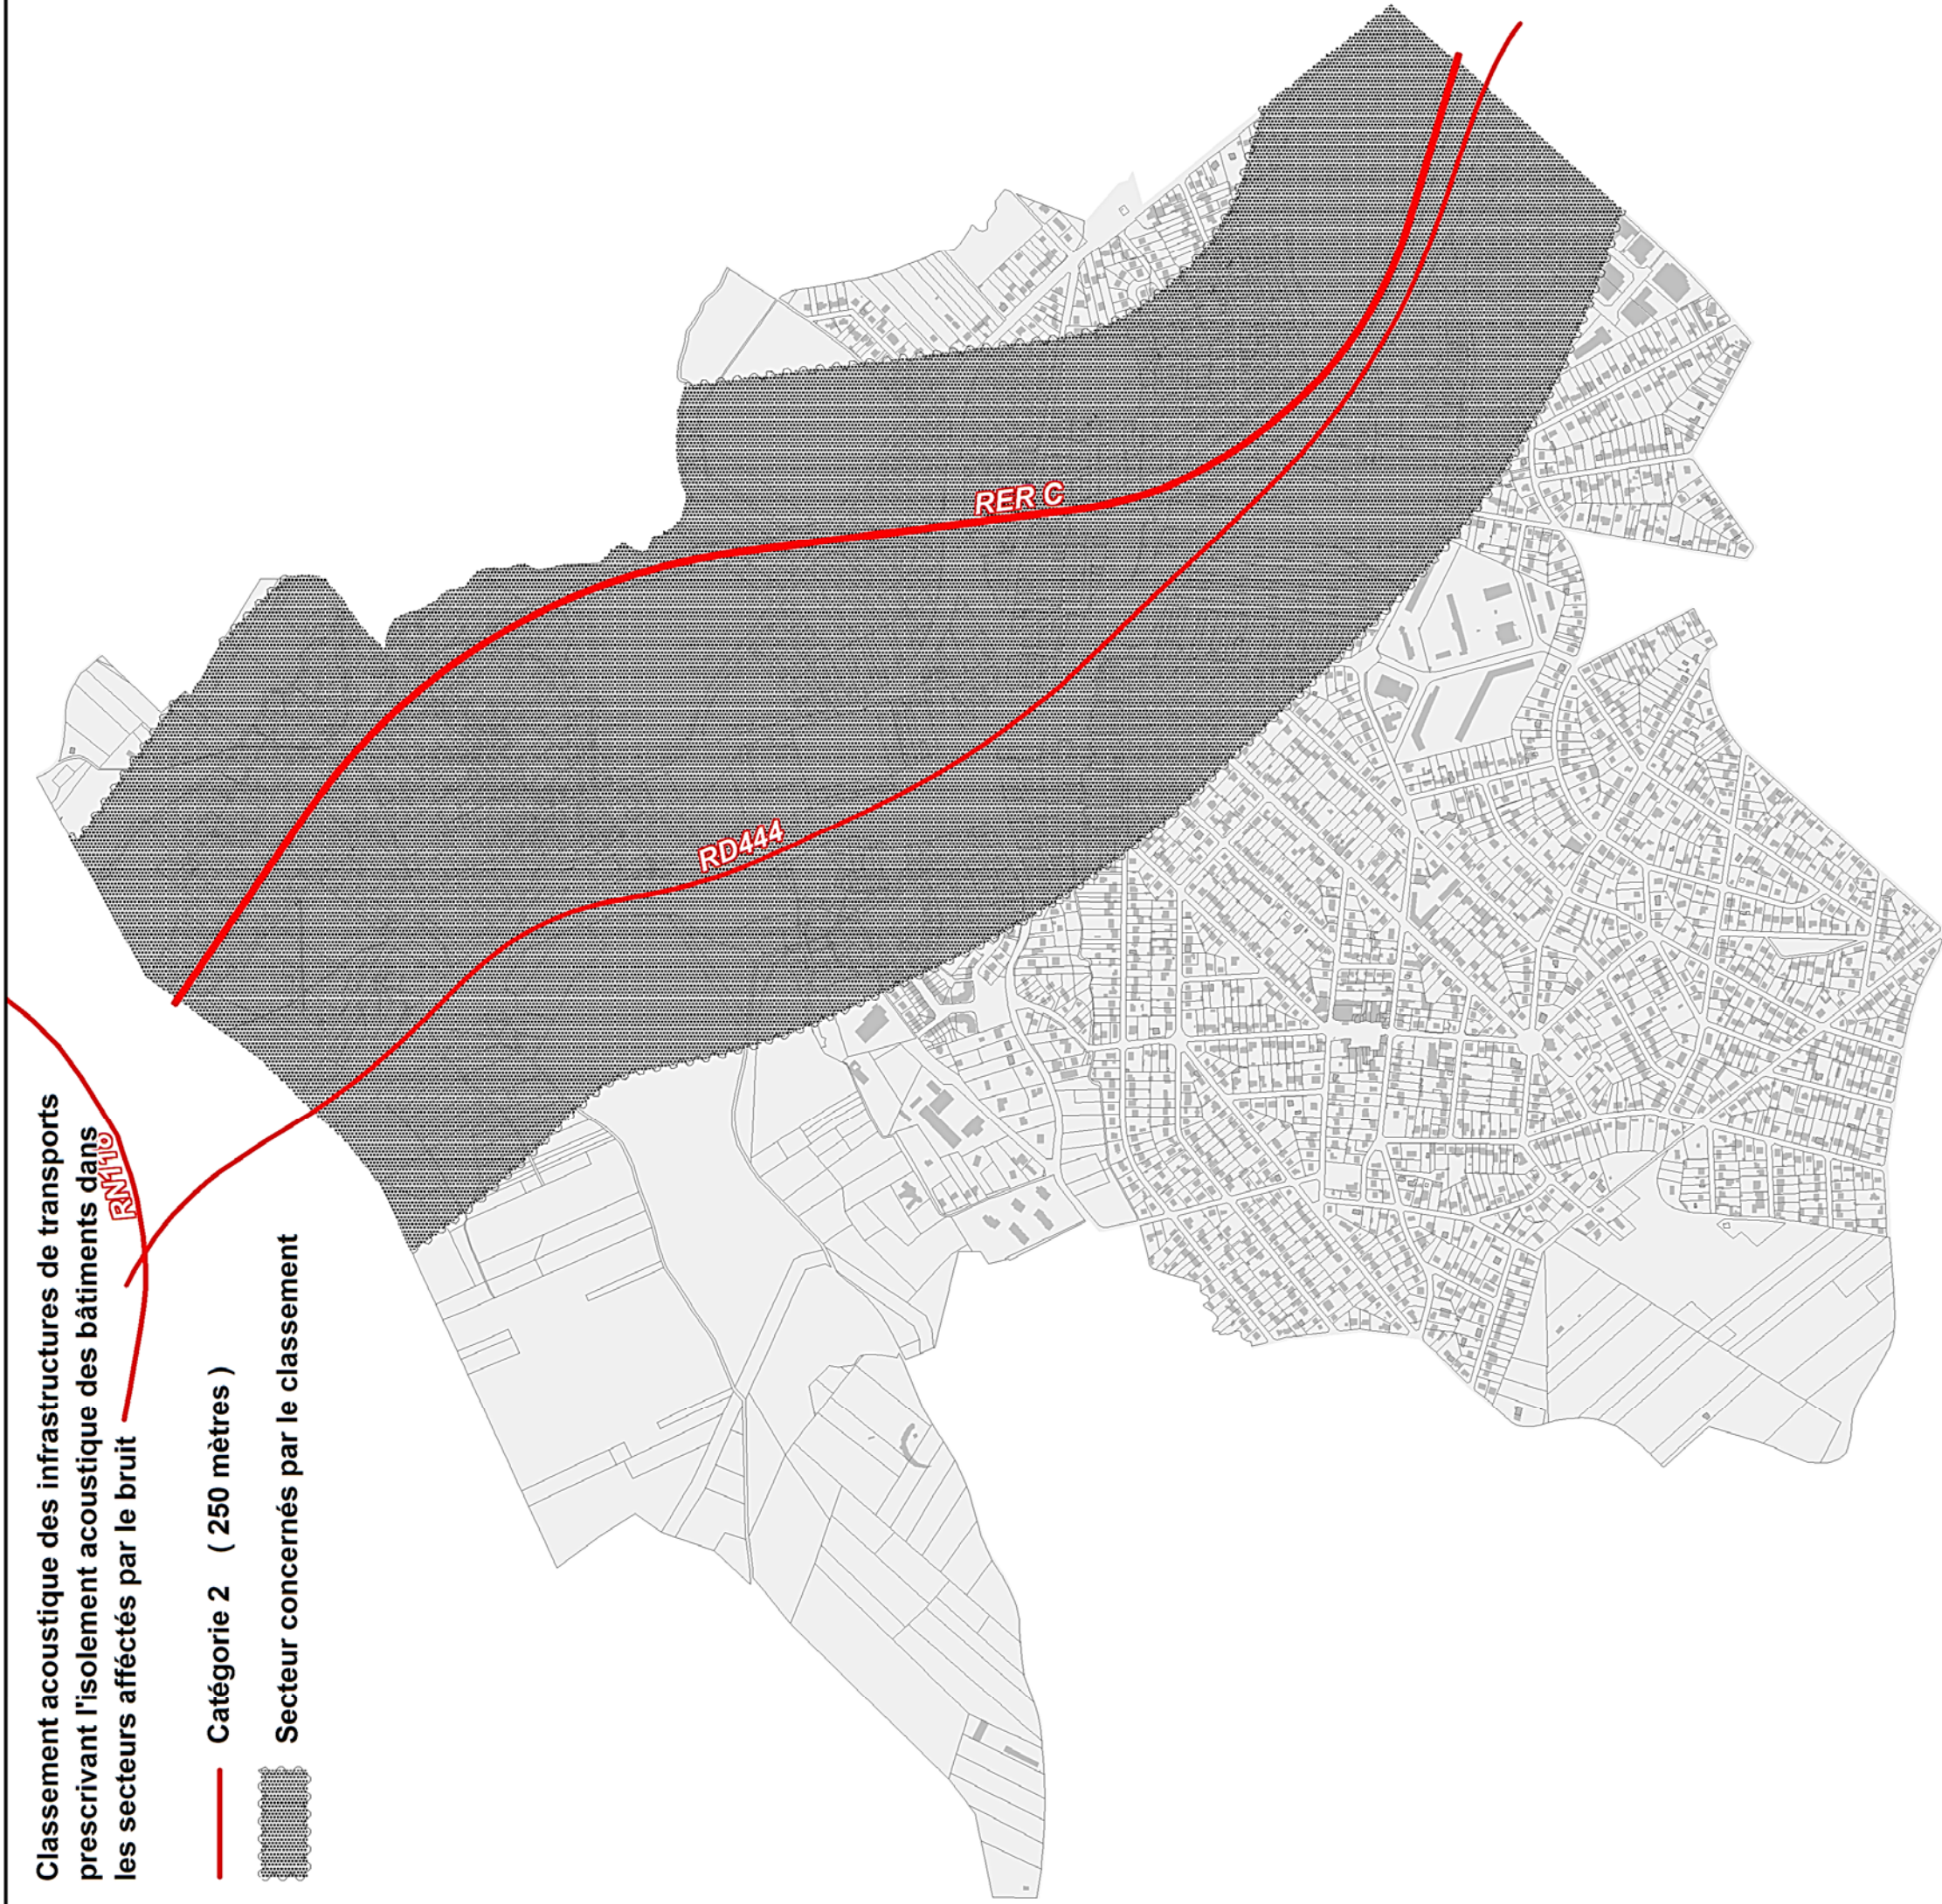 Classement acoustique des infrastructures de transports
prescrivant l'isolement acoustique des bâtiments dans
les secteurs afféctés par le bruit
Catégorie 2 ( 250 mètres )
Secteur concernés par le classement
RN118
RD444
RER C